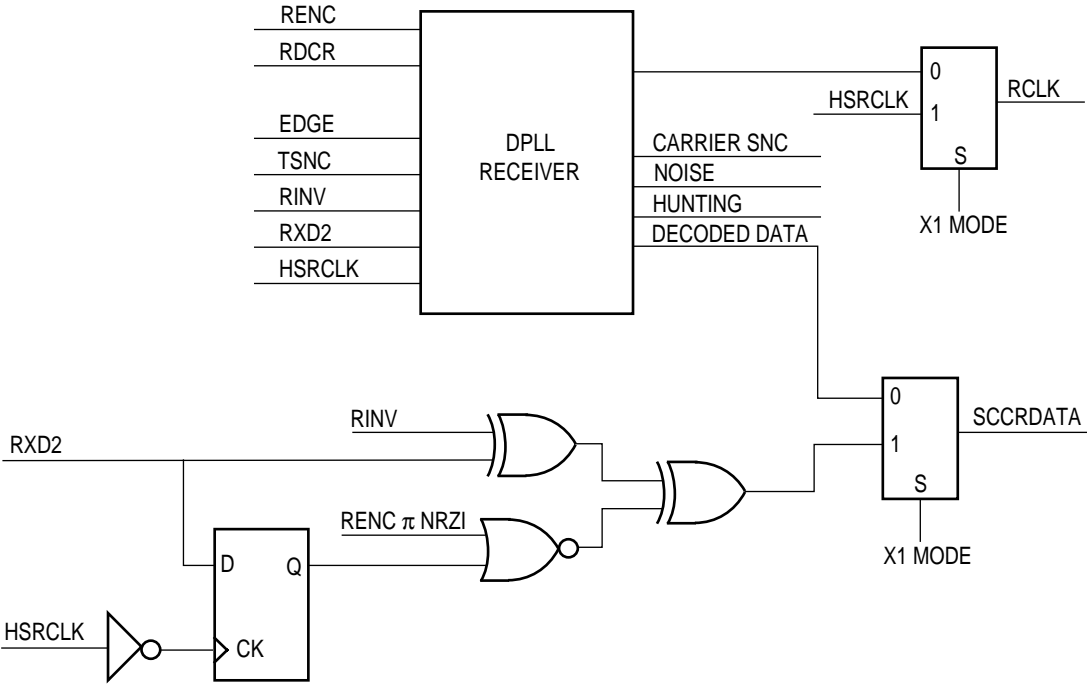 RENC
RDCR
EDGE
TSNC
RINV
RXD2
HSRCLK
DPLL
RECEIVER
CARRIER SNC
NOISE
HUNTING
DECODED DATA
HSRCLK
0
1
S
RCLK
X1 MODE
0
1
S
SCCRDATA
X1 MODE
RINV
RXD2
RENC π NRZI
D
Q
CK
HSRCLK